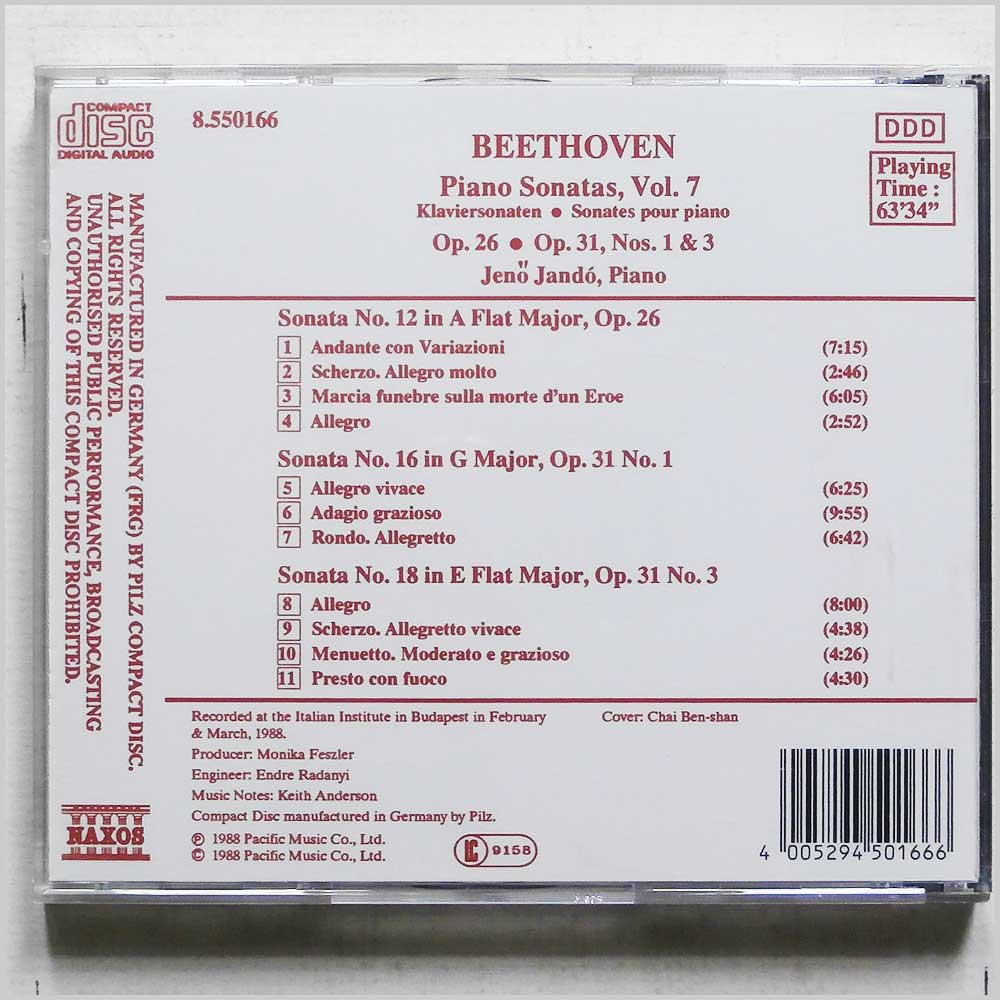 COMPACT
disc
DIGITAL AUDIO
8.550166
DDD
Playing
Time :
63'34"
BEETHOVEN
Piano Sonatas, Vol. 7
Klaviersonaten • Sonates pour piano
Op. 26 • Op. 31, Nos. 1 & 3
Jenő Jandó, Piano
Sonata No. 12 in A Flat Major, Op. 26
1 Andante con Variazioni (7:15)
2 Scherzo. Allegro molto (2:46)
3 Marcia funebre sulla morte d'un Eroe (6:05)
4 Allegro (2:52)
Sonata No. 16 in G Major, Op. 31 No. 1
5 Allegro vivace (6:25)
6 Adagio grazioso (9:55)
7 Rondo. Allegretto (6:42)
Sonata No. 18 in E Flat Major, Op. 31 No. 3
8 Allegro (8:00)
9 Scherzo. Allegretto vivace (4:38)
10 Menuetto. Moderato e grazioso (4:26)
11 Presto con fuoco (4:30)
Recorded at the Italian Institute in Budapest in February
& March, 1988.
Cover: Chai Ben-shan
Producer: Monika Feszler
Engineer: Endre Radanyi
Music Notes: Keith Anderson
Compact Disc manufactured in Germany by Pilz.
℗ 1988 Pacific Music Co., Ltd.
© 1988 Pacific Music Co., Ltd.
LC 9158
4 005294 501666
MANUFACTURED IN GERMANY (FRG) BY PILZ COMPACT DISC.
ALL RIGHTS RESERVED.
UNAUTHORISED PUBLIC PERFORMANCE, BROADCASTING
AND COPYING OF THIS COMPACT DISC PROHIBITED.
NAXOS